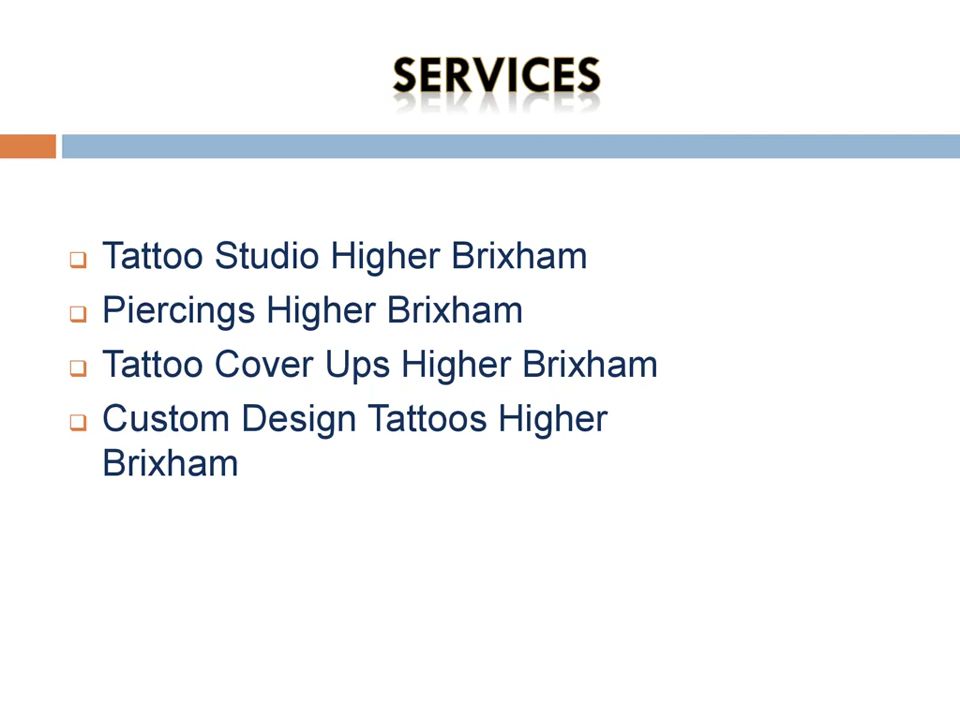 SERVICES
Tattoo Studio Higher Brixham
Piercings Higher Brixham
Tattoo Cover Ups Higher Brixham
Custom Design Tattoos Higher
Brixham